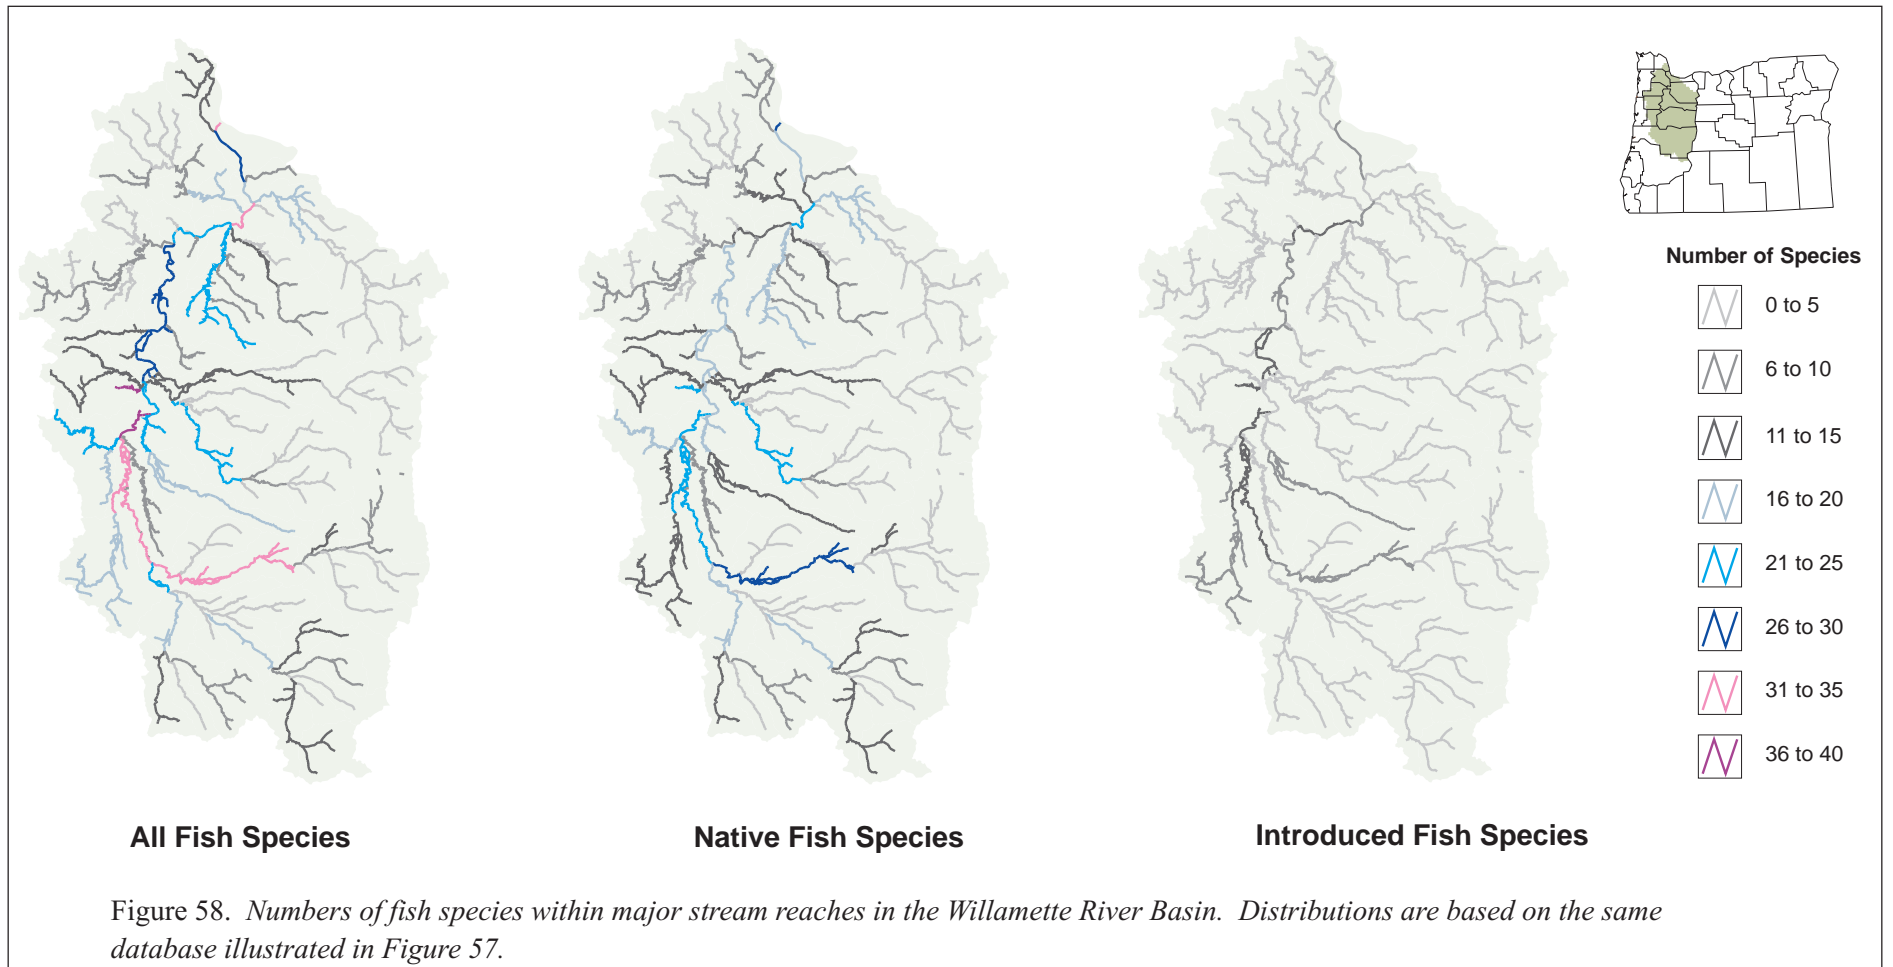 Number of Species
0 to 5
6 to 10
11 to 15
16 to 20
21 to 25
26 to 30
31 to 35
36 to 40
All Fish Species
Native Fish Species
Introduced Fish Species
Figure 58.  Numbers of fish species within major stream reaches in the Willamette River Basin.  Distributions are based on the same
database illustrated in Figure 57.